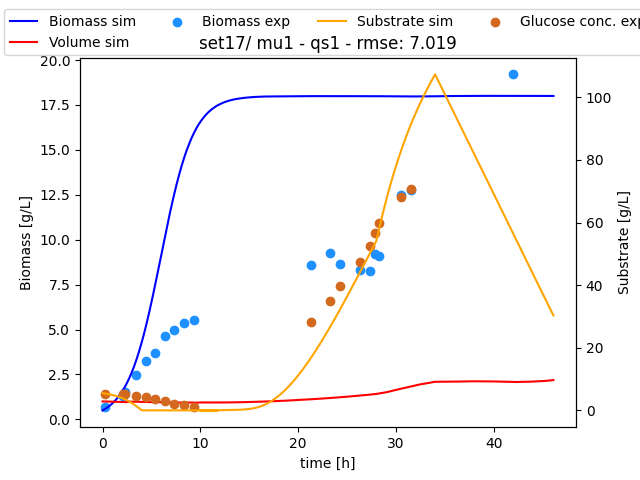 Biomass sim Biomass exp Substrate sim Glucose conc. exp
Volume sim
set17/ mu1 - qs1 - rmse: 7.019
20.0
17.5
15.0
12.5
10.0
7.5
5.0
2.5
0.0
Biomass [g/L]
100
80
60
40
20
0
Substrate [g/L]
0 10 20 30 40
time [h]